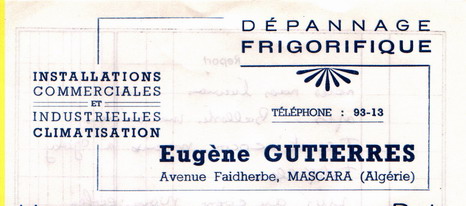 DÉPANNAGE
FRIGORIFIQUE
INSTALLATIONS
COMMERCIALES
ET
INDUSTRIELLES
CLIMATISATION
TÉLÉPHONE : 93-13
Eugène GUTIERRES
Avenue Faidherbe, MASCARA (Algérie)